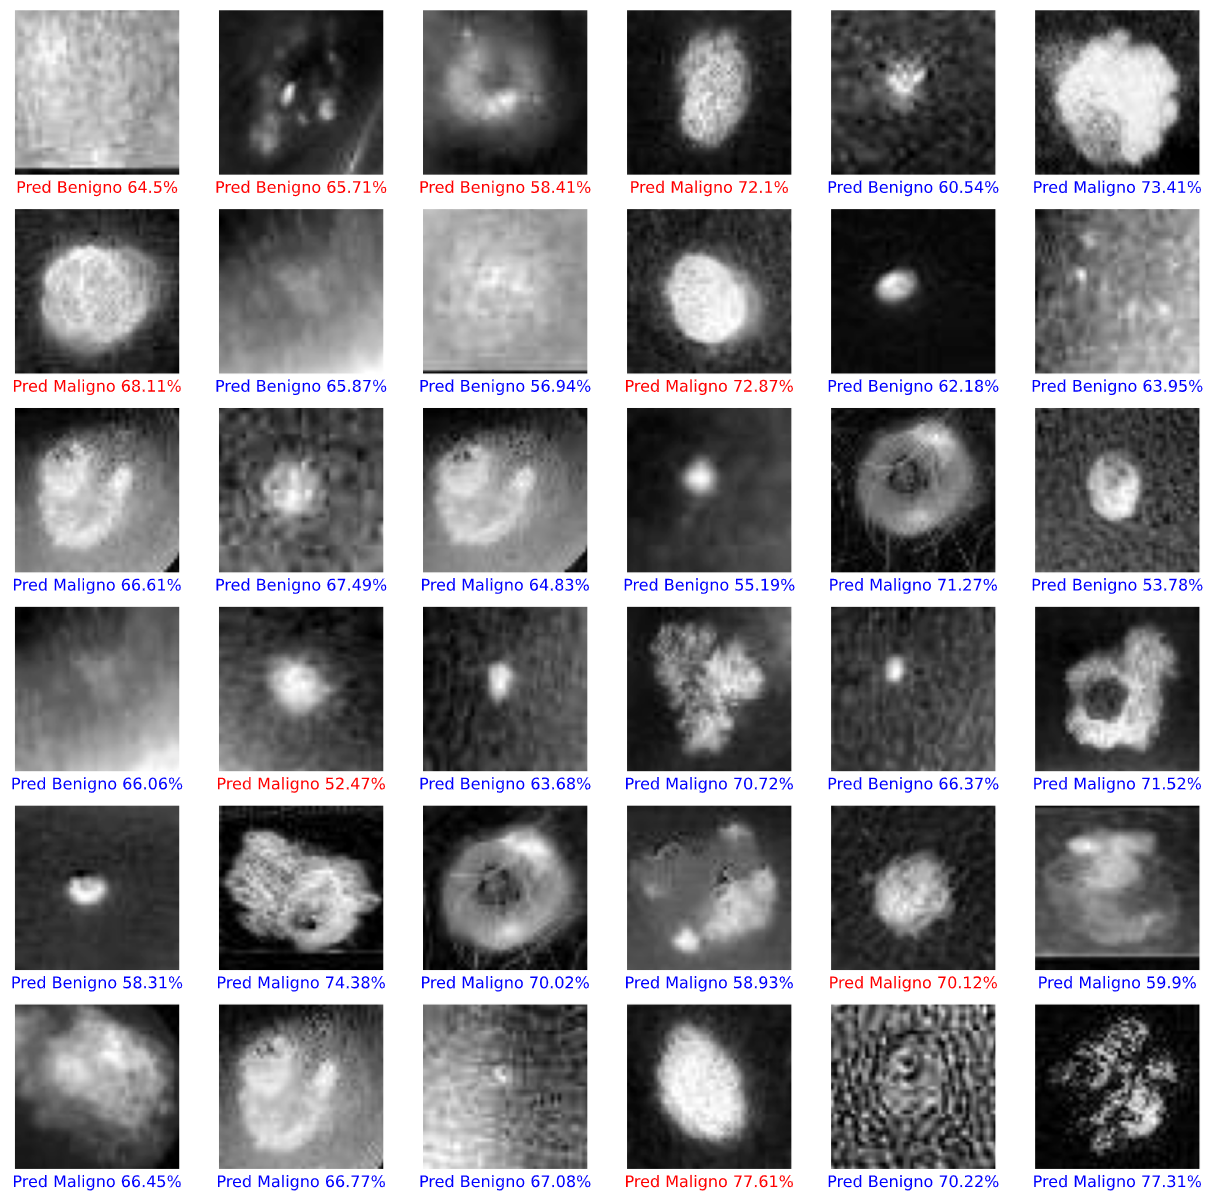 Pred Benigno 64.5%
Pred Benigno 65.71%
Pred Benigno 58.41%
Pred Maligno 72.1%
Pred Benigno 60.54%
Pred Maligno 73.41%
Pred Maligno 68.11%
Pred Benigno 65.87%
Pred Benigno 56.94%
Pred Maligno 72.87%
Pred Benigno 62.18%
Pred Benigno 63.95%
Pred Maligno 66.61%
Pred Benigno 67.49%
Pred Maligno 64.83%
Pred Benigno 55.19%
Pred Maligno 71.27%
Pred Benigno 53.78%
Pred Benigno 66.06%
Pred Maligno 52.47%
Pred Benigno 63.68%
Pred Maligno 70.72%
Pred Benigno 66.37%
Pred Maligno 71.52%
Pred Benigno 58.31%
Pred Maligno 74.38%
Pred Maligno 70.02%
Pred Maligno 58.93%
Pred Maligno 70.12%
Pred Maligno 59.9%
Pred Maligno 66.45%
Pred Maligno 66.77%
Pred Benigno 67.08%
Pred Maligno 77.61%
Pred Benigno 70.22%
Pred Maligno 77.31%